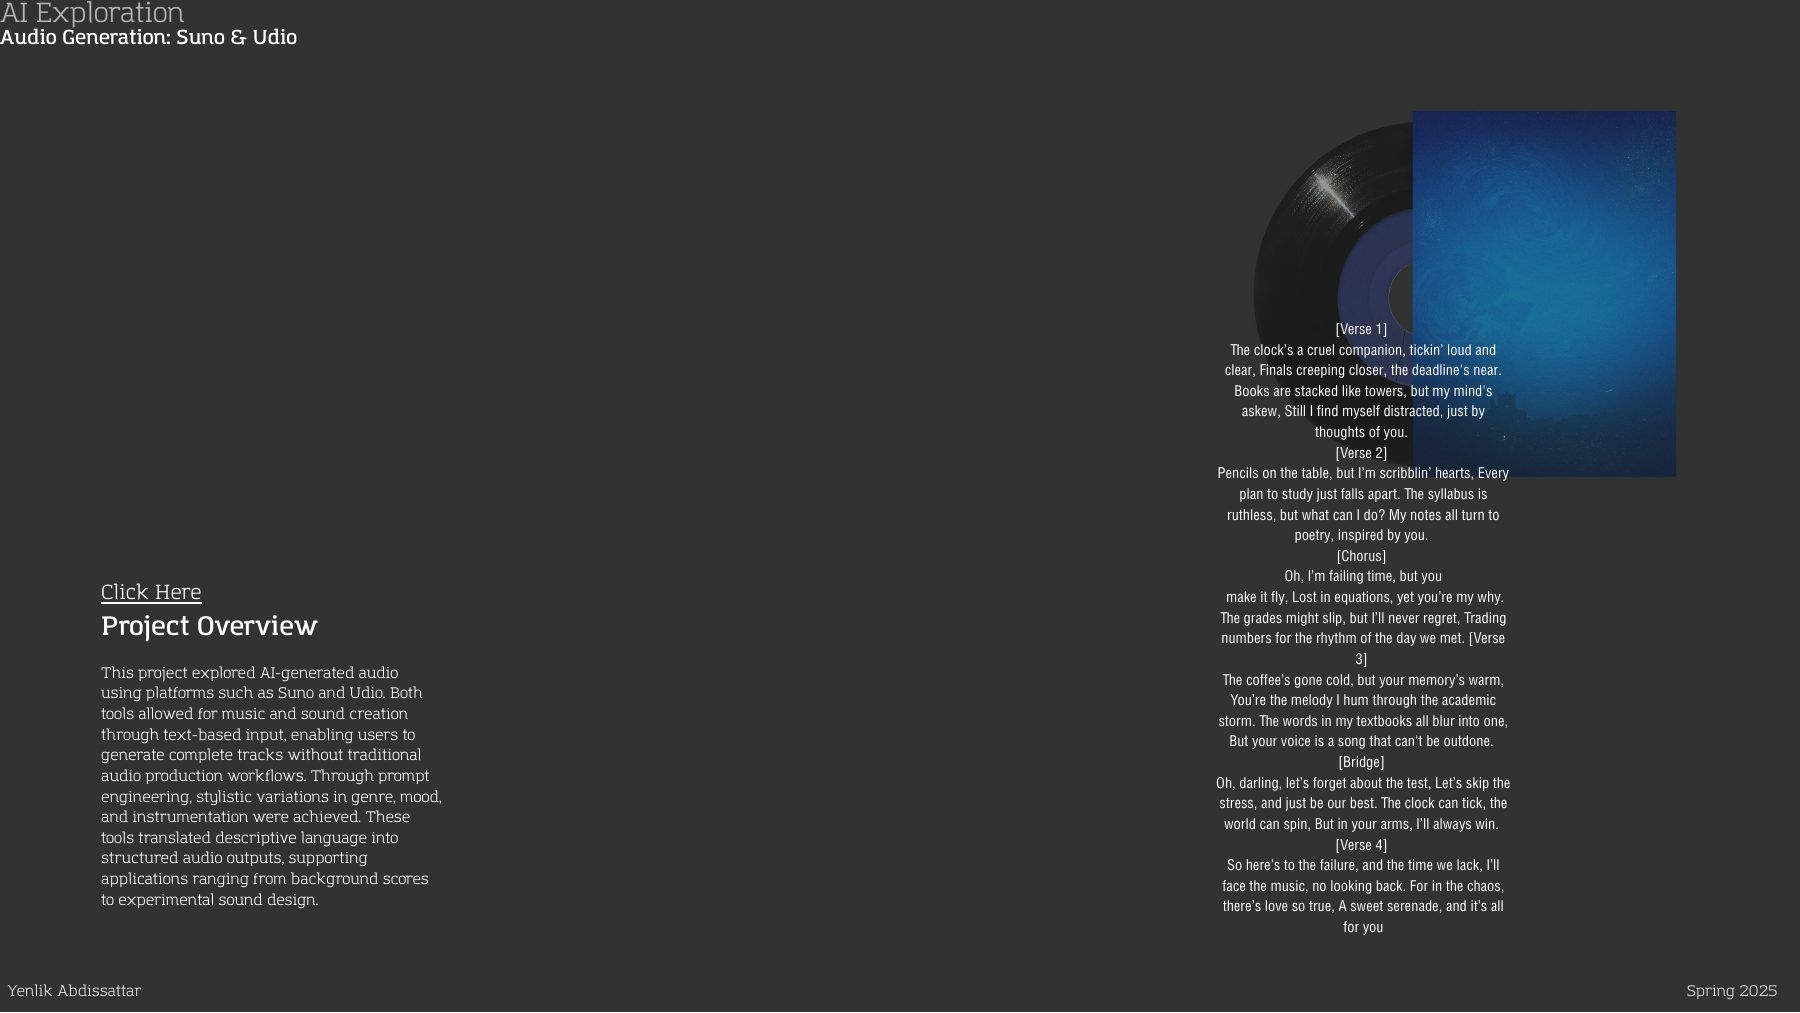 AI Exploration
Audio Generation: Suno & Udio
Click Here
Project Overview
This project explored AI-generated audio
using platforms such as Suno and Udio. Both
tools allowed for music and sound creation
through text-based input, enabling users to
generate complete tracks without traditional
audio production workflows. Through prompt
engineering, stylistic variations in genre, mood,
and instrumentation were achieved. These
tools translated descriptive language into
structured audio outputs, supporting
applications ranging from background scores
to experimental sound design.
[Verse 1]
The clock's a cruel companion, tickin' loud and
clear, Finals creeping closer, the deadline's near.
Books are stacked like towers, but my mind's
askew, Still I find myself distracted, just by
thoughts of you.
[Verse 2]
Pencils on the table, but I'm scribblin' hearts, Every
plan to study just falls apart. The syllabus is
ruthless, but what can I do? My notes all turn to
poetry, inspired by you.
[Chorus]
Oh, I'm failing time, but you
make it fly, Lost in equations, yet you're my why.
The grades might slip, but I'll never regret, Trading
numbers for the rhythm of the day we met. [Verse
3]
The coffee's gone cold, but your memory's warm,
You're the melody I hum through the academic
storm. The words in my textbooks all blur into one,
But your voice is a song that can't be outdone.
[Bridge]
Oh, darling, let's forget about the test, Let's skip the
stress, and just be our best. The clock can tick, the
world can spin, But in your arms, I'll always win.
[Verse 4]
So here's to the failure, and the time we lack, I'll
face the music, no looking back. For in the chaos,
there's love so true, A sweet serenade, and it's all
for you
Yenlik Abdissattar
Spring 2025